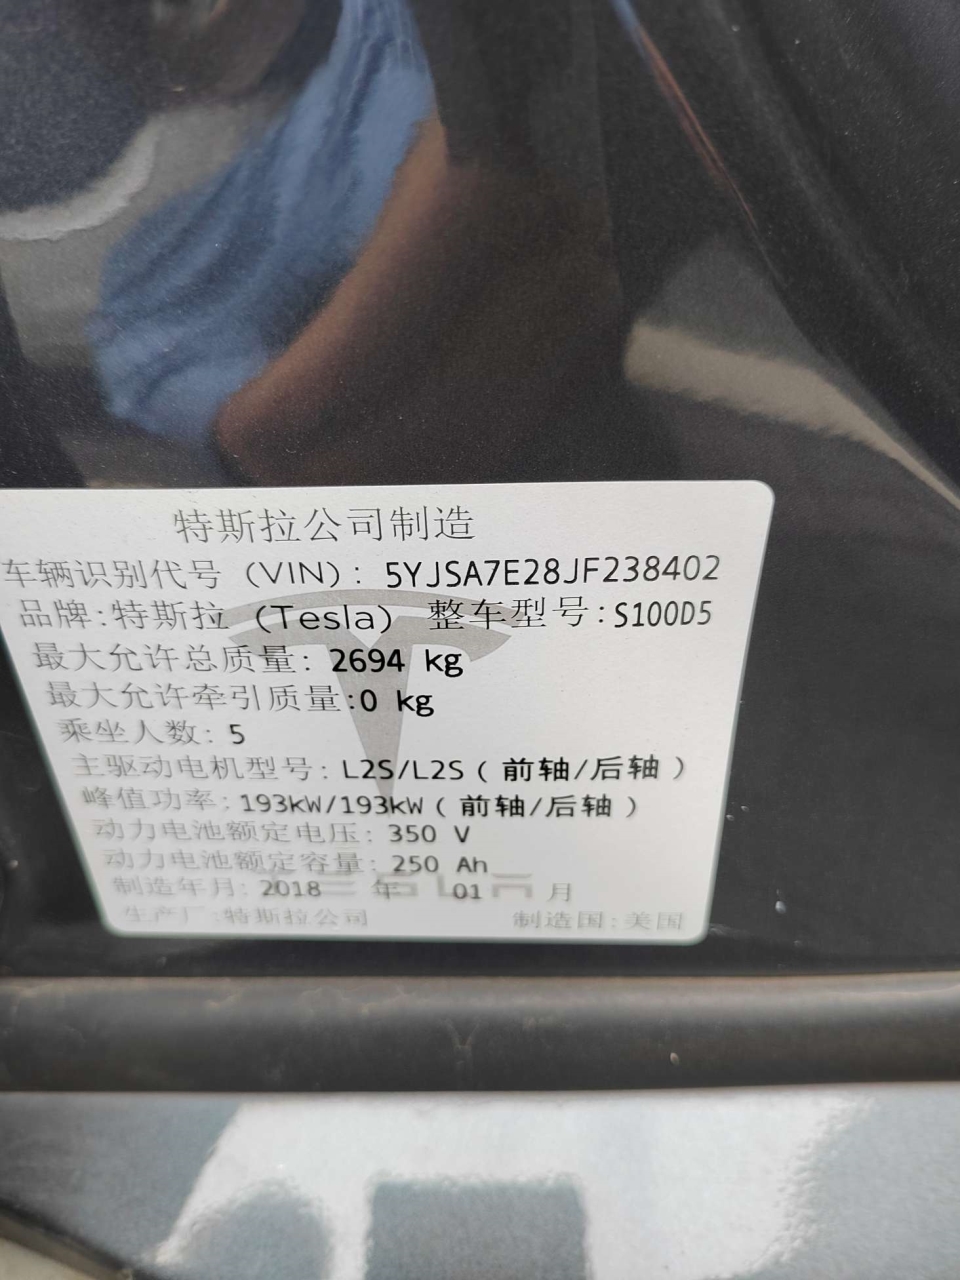 特斯拉公司制造
车辆识别代号 (VIN): 5YJSA7E28JF238402
品牌:特斯拉 (Tesla) 整车型号:S100D5
最大允许总质量: 2694 kg
最大允许牵引质量:0 kg
乘坐人数: 5
主驱动电机型号: L2S/L2S ( 前轴/后轴 )
峰值功率: 193kW/193kW ( 前轴/后轴 )
动力电池额定电压: 350 V
动力电池额定容量: 250 Ah
制造年月: 2018 年 01 月
生产厂:特斯拉公司 制造国:美国